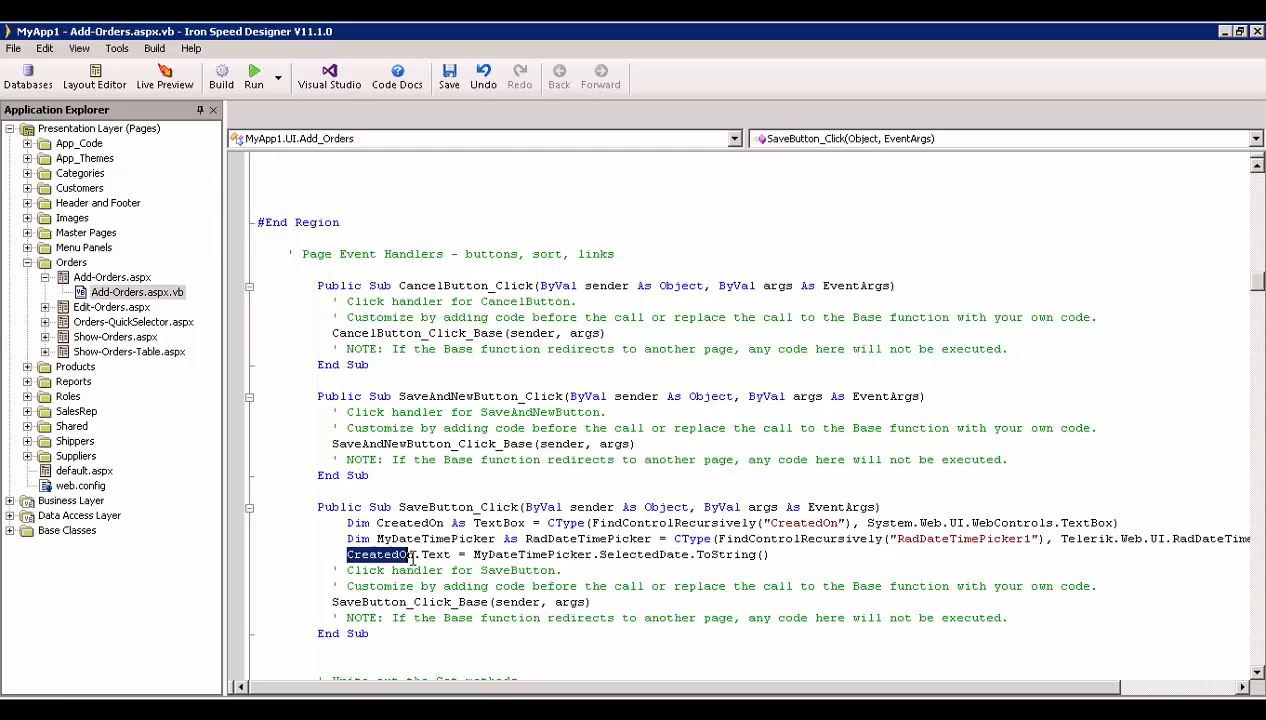 MyApp1 - Add-Orders.aspx.vb - Iron Speed Designer V11.1.0
File Edit View Tools Build Help
Databases Layout Editor Live Preview Build Run Visual Studio Code Docs Save Undo Redo Back Forward
Application Explorer
Presentation Layer (Pages)
App_Code
App_Themes
Categories
Customers
Header and Footer
Images
Master Pages
Menu Panels
Orders
Add-Orders.aspx
Add-Orders.aspx.vb
Edit-Orders.aspx
Orders-QuickSelector.aspx
Show-Orders.aspx
Show-Orders-Table.aspx
Products
Reports
Roles
SalesRep
Shared
Shippers
Suppliers
default.aspx
web.config
Business Layer
Data Access Layer
Base Classes
MyApp1.UI.Add_Orders
SaveButton_Click(Object, EventArgs)
#End Region
' Page Event Handlers - buttons, sort, links
Public Sub CancelButton_Click(ByVal sender As Object, ByVal args As EventArgs)
' Click handler for CancelButton.
' Customize by adding code before the call or replace the call to the Base function with your own code.
CancelButton_Click_Base(sender, args)
' NOTE: If the Base function redirects to another page, any code here will not be executed.
End Sub
Public Sub SaveAndNewButton_Click(ByVal sender As Object, ByVal args As EventArgs)
' Click handler for SaveAndNewButton.
' Customize by adding code before the call or replace the call to the Base function with your own code.
SaveAndNewButton_Click_Base(sender, args)
' NOTE: If the Base function redirects to another page, any code here will not be executed.
End Sub
Public Sub SaveButton_Click(ByVal sender As Object, ByVal args As EventArgs)
Dim CreatedOn As TextBox = CType(FindControlRecursively("CreatedOn"), System.Web.UI.WebControls.TextBox)
Dim MyDateTimePicker As RadDateTimePicker = CType(FindControlRecursively("RadDateTimePicker1"), Telerik.Web.UI.RadDateTime
CreatedOn.Text = MyDateTimePicker.SelectedDate.ToString()
' Click handler for SaveButton.
' Customize by adding code before the call or replace the call to the Base function with your own code.
SaveButton_Click_Base(sender, args)
' NOTE: If the Base function redirects to another page, any code here will not be executed.
End Sub